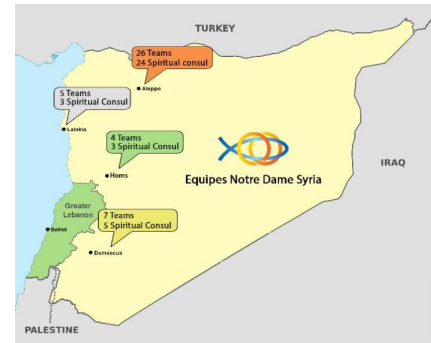 TURKEY
26 Teams
24 Spiritual consul
Aleppo
5 Teams
3 Spiritual Consul
Latakia
4 Teams
3 Spiritual Consul
Homs
Equipes Notre Dame Syria
IRAQ
Greater
Lebanon
Beirut
7 Teams
5 Spiritual Consul
Damascus
PALESTINE